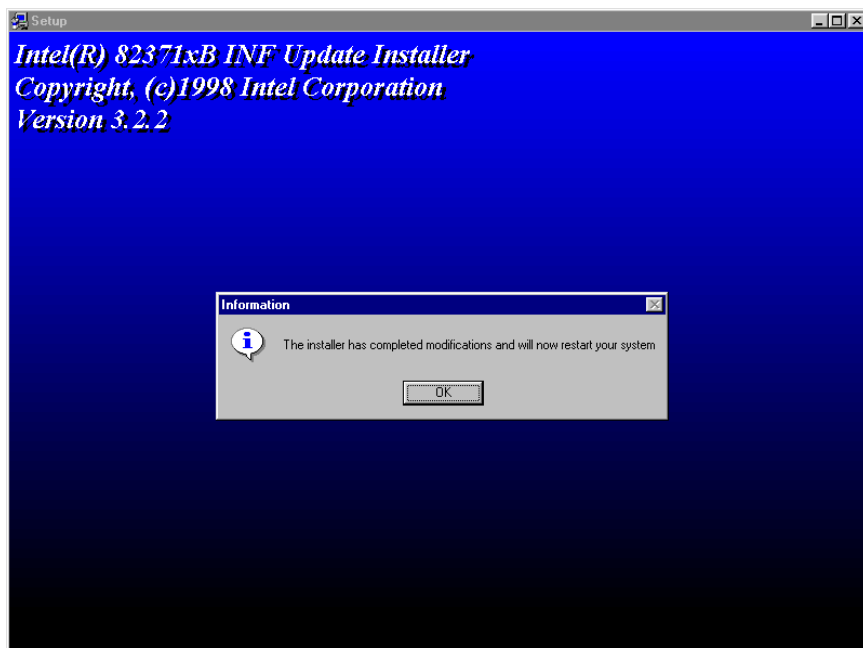 Setup
Intel(R) 82371xB INF Update Installer
Copyright, (c)1998 Intel Corporation
Version 3.2.2
Information
The installer has completed modifications and will now restart your system
OK